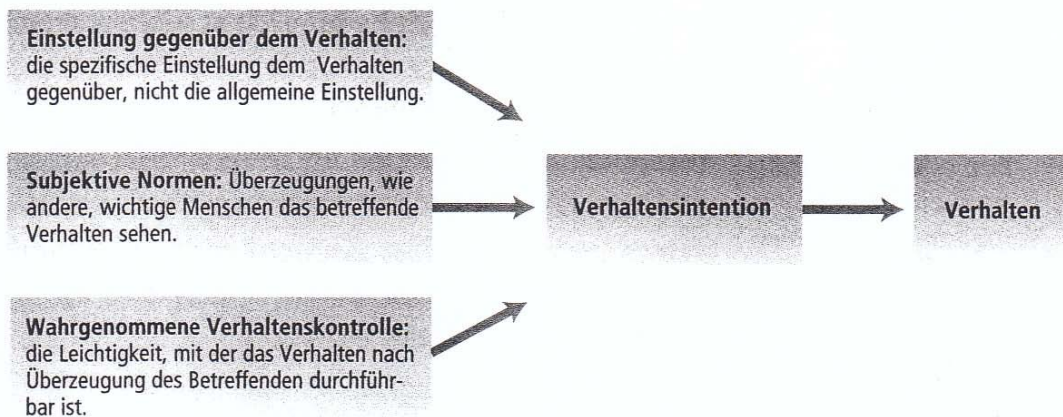 Einstellung gegenüber dem Verhalten:
die spezifische Einstellung dem Verhalten
gegenüber, nicht die allgemeine Einstellung.
Subjektive Normen: Überzeugungen, wie
andere, wichtige Menschen das betreffende
Verhalten sehen.
Verhaltensintention
Verhalten
Wahrgenommene Verhaltenskontrolle:
die Leichtigkeit, mit der das Verhalten nach
Überzeugung des Betreffenden durchführ-
bar ist.